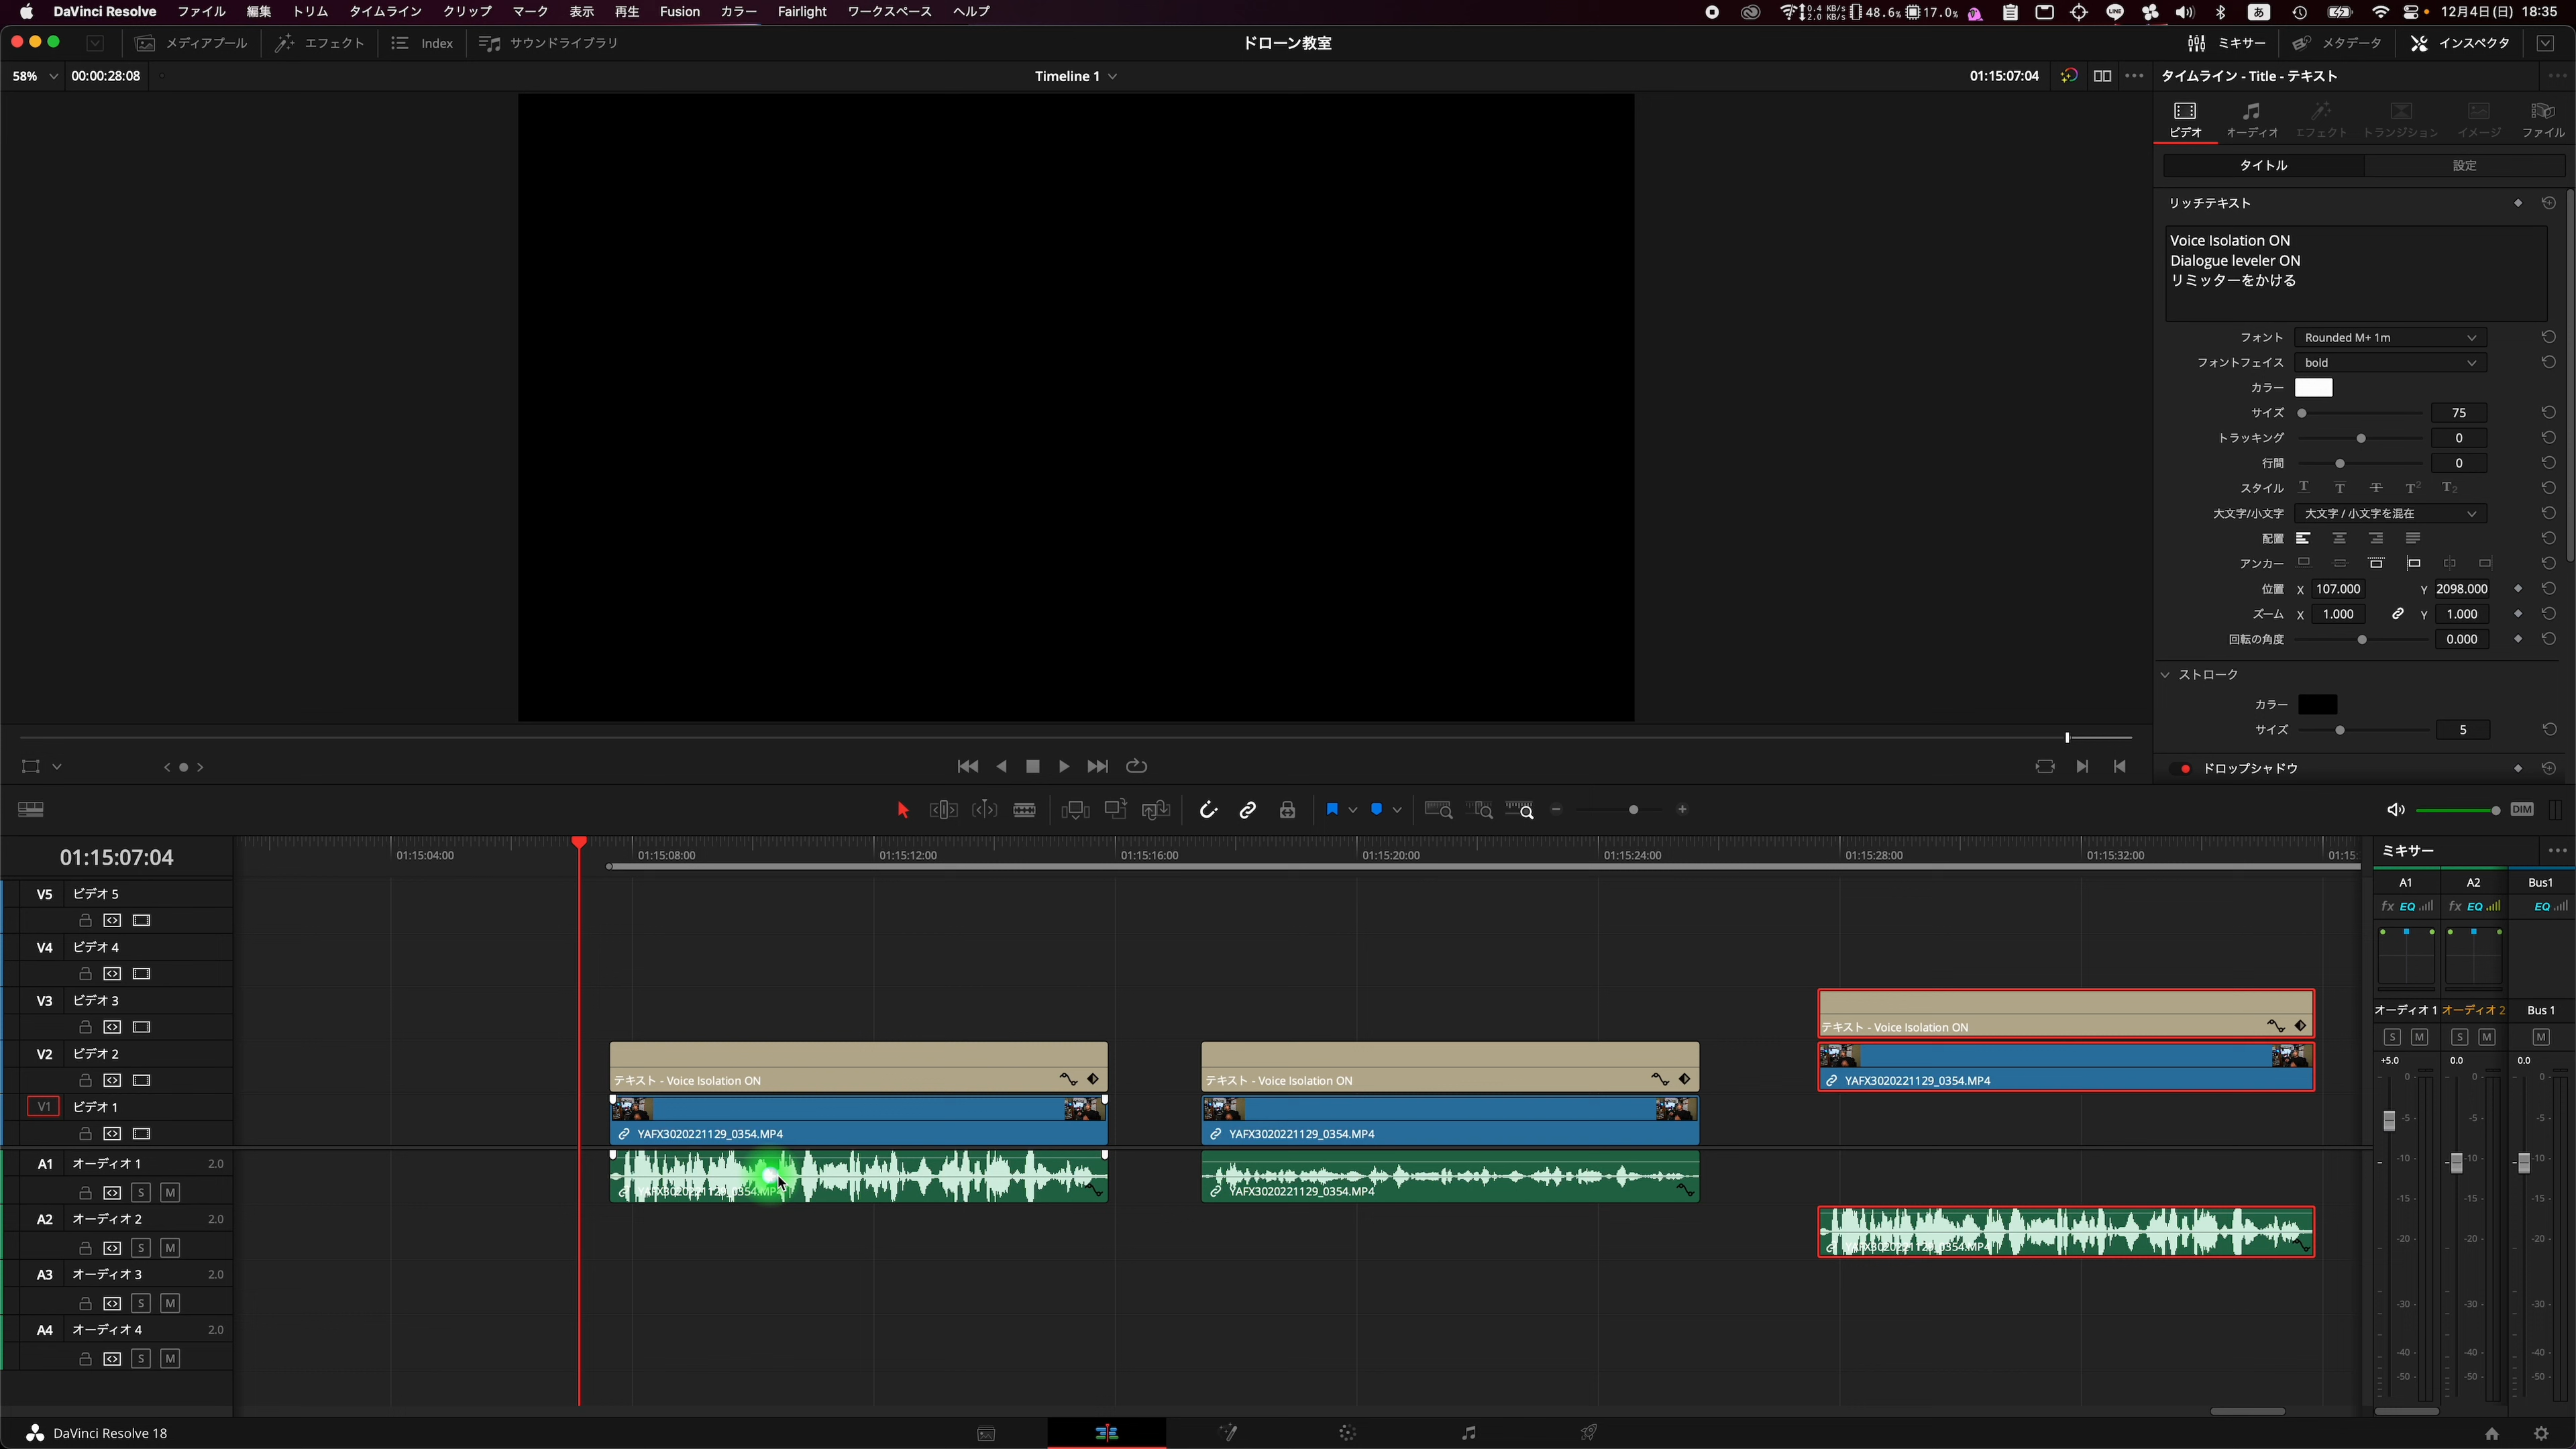 DaVinci Resolve ファイル 編集 トリム タイムライン クリップ マーク 表示 再生 Fusion カラー Fairlight ワークスペース ヘルプ
0.4 KB/s 2.0 KB/s 48.6% 17.0% LINE あ 12月4日(日) 18:35
メディアプール エフェクト Index サウンドライブラリ ドローン教室 ミキサー メタデータ インスペクタ
58% 00:00:28:08 Timeline 1 01:15:07:04 タイムライン - Title - テキスト
ビデオ オーディオ エフェクト トランジション イメージ ファイル
タイトル 設定
リッチテキスト
Voice Isolation ON
Dialogue leveler ON
リミッターをかける
フォント Rounded M+ 1m
フォントフェイス bold
カラー
サイズ 75
トラッキング 0
行間 0
スタイル T T T T2 T2
大文字/小文字 大文字 / 小文字を混在
配置
アンカー
位置 X 107.000 Y 2098.000
ズーム X 1.000 Y 1.000
回転の角度 0.000
ストローク
カラー
サイズ 5
ドロップシャドウ
DIM
01:15:07:04 01:15:04:00 01:15:08:00 01:15:12:00 01:15:16:00 01:15:20:00 01:15:24:00 01:15:28:00 01:15:32:00 01:15:
V5 ビデオ 5
V4 ビデオ 4
V3 ビデオ 3
テキスト - Voice Isolation ON
V2 ビデオ 2
テキスト - Voice Isolation ON テキスト - Voice Isolation ON YAFX3020221129_0354.MP4
V1 ビデオ 1
YAFX3020221129_0354.MP4 YAFX3020221129_0354.MP4
A1 オーディオ 1 2.0
S M YAFX3020221129_0354.MP4 YAFX3020221129_0354.MP4
A2 オーディオ 2 2.0
S M YAFX3020221129_0354.MP4
A3 オーディオ 3 2.0
S M
A4 オーディオ 4 2.0
S M
ミキサー
A1 A2 Bus1
fx EQ fx EQ EQ
オーディオ 1 オーディオ 2 Bus 1
S M S M M
+5.0 0.0 0.0
0 0 0
-5 -5 -5
-10 -10 -10
-15 -15 -15
-20 -20 -20
-30 -30 -30
-40 -40 -40
-50 -50 -50
DaVinci Resolve 18